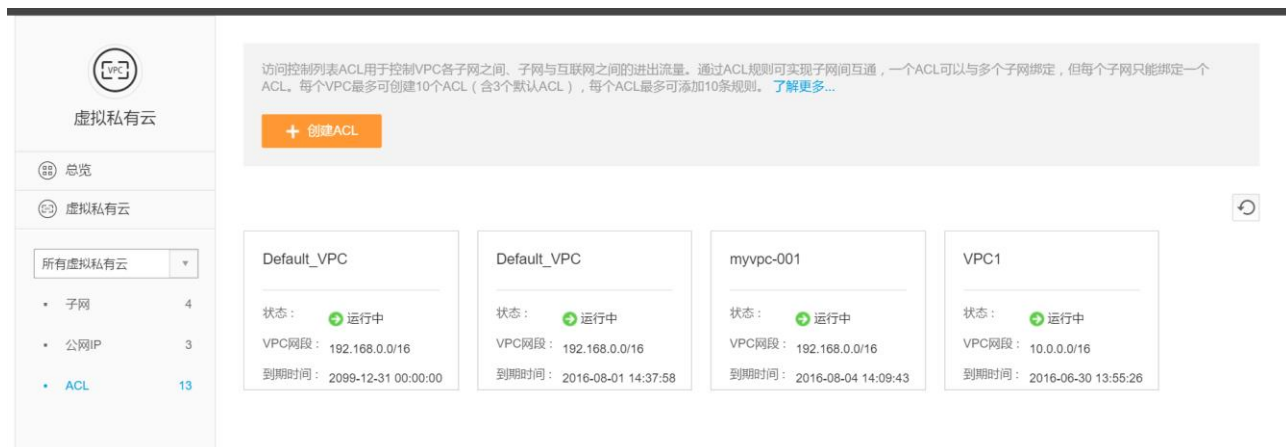 VPC
虚拟私有云
总览
虚拟私有云
所有虚拟私有云
子网 4
公网IP 3
ACL 13
访问控制列表ACL用于控制VPC各子网之间、子网与互联网之间的进出流量。通过ACL规则可实现子网间互通，一个ACL可以与多个子网绑定，但每个子网只能绑定一个
ACL。每个VPC最多可创建10个ACL（含3个默认ACL），每个ACL最多可添加10条规则。 了解更多...
创建ACL
Default_VPC
状态： 运行中
VPC网段： 192.168.0.0/16
到期时间： 2099-12-31 00:00:00
Default_VPC
状态： 运行中
VPC网段： 192.168.0.0/16
到期时间： 2016-08-01 14:37:58
myvpc-001
状态： 运行中
VPC网段： 192.168.0.0/16
到期时间： 2016-08-04 14:09:43
VPC1
状态： 运行中
VPC网段： 10.0.0.0/16
到期时间： 2016-06-30 13:55:26